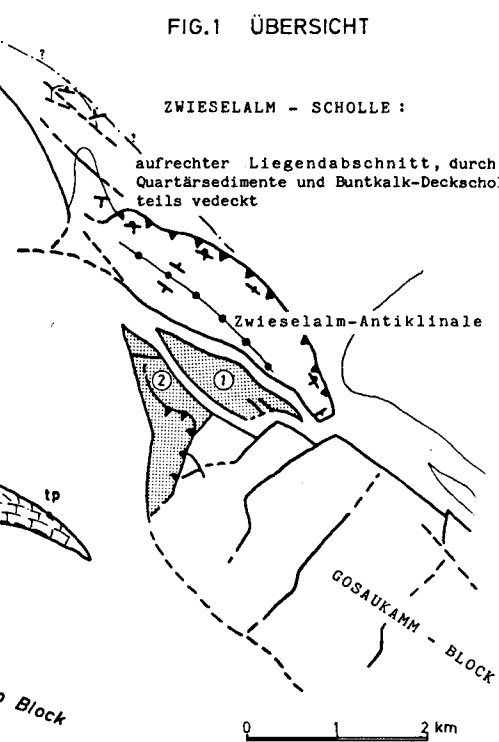 FIG.1 ÜBERSICHT
?
ZWIESELALM - SCHOLLE :
?
aufrechter Liegendabschnitt, durch
Quartärsedimente und Buntkalk-Deckschol
teils vedeckt
Zwieselalm-Antiklinale
2
1
tp
GOSAUKAMM - BLOCK
Block
0 1 2 km